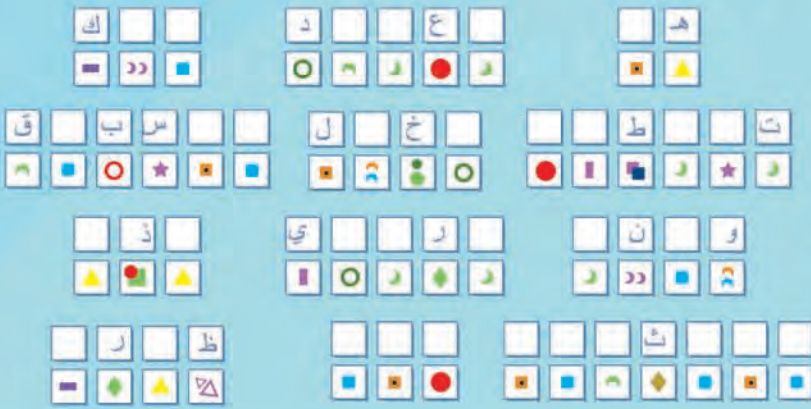 هـ ع د ك
ت ط خ ل س ب ق
و ن ر ي ذ
ث ظ ر